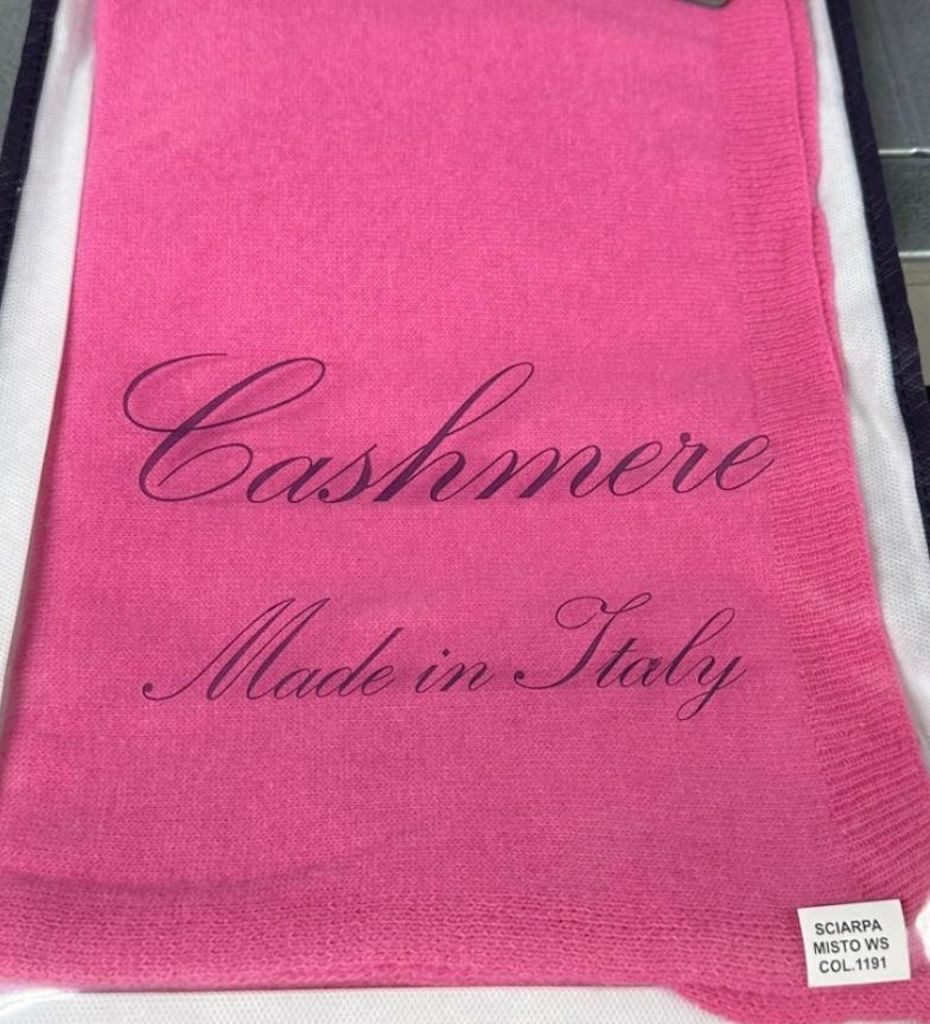 Cashmere
Made in Italy
SCIARPA
MISTO WS
COL.1191